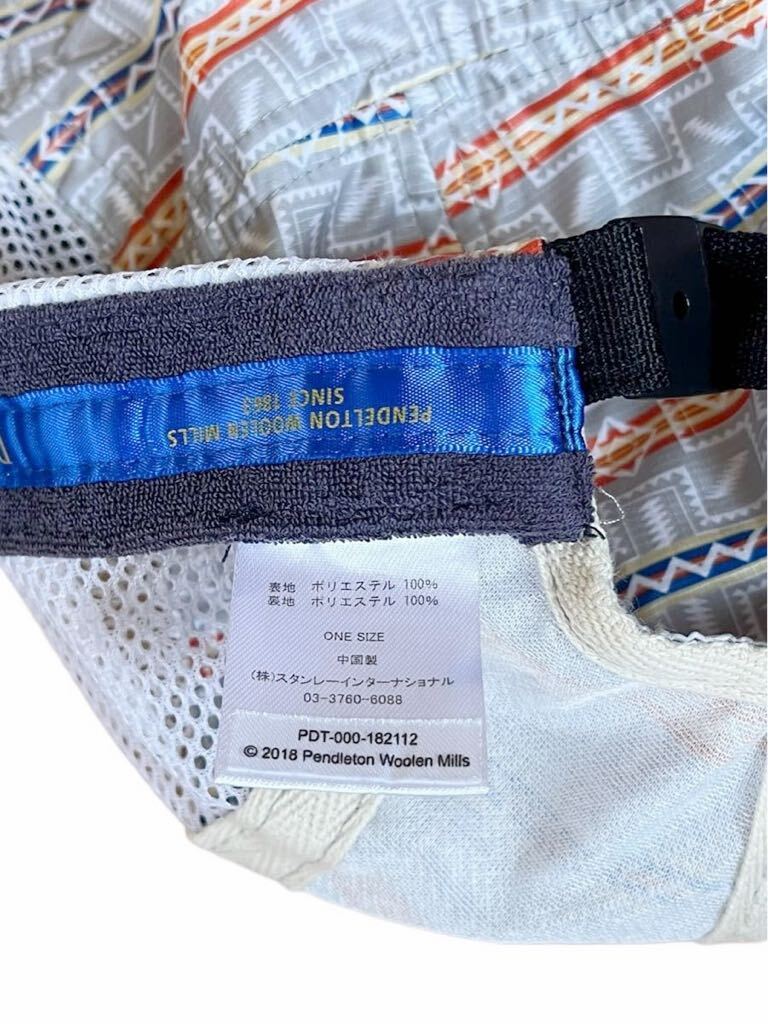 PENDELTON WOOLEN MILLS
SINCE 1863
表地 ポリエステル 100%
裏地 ポリエステル 100%
ONE SIZE
中国製
(株)スタンレーインターナショナル
03-3760-6088
PDT-000-182112
© 2018 Pendleton Woolen Mills